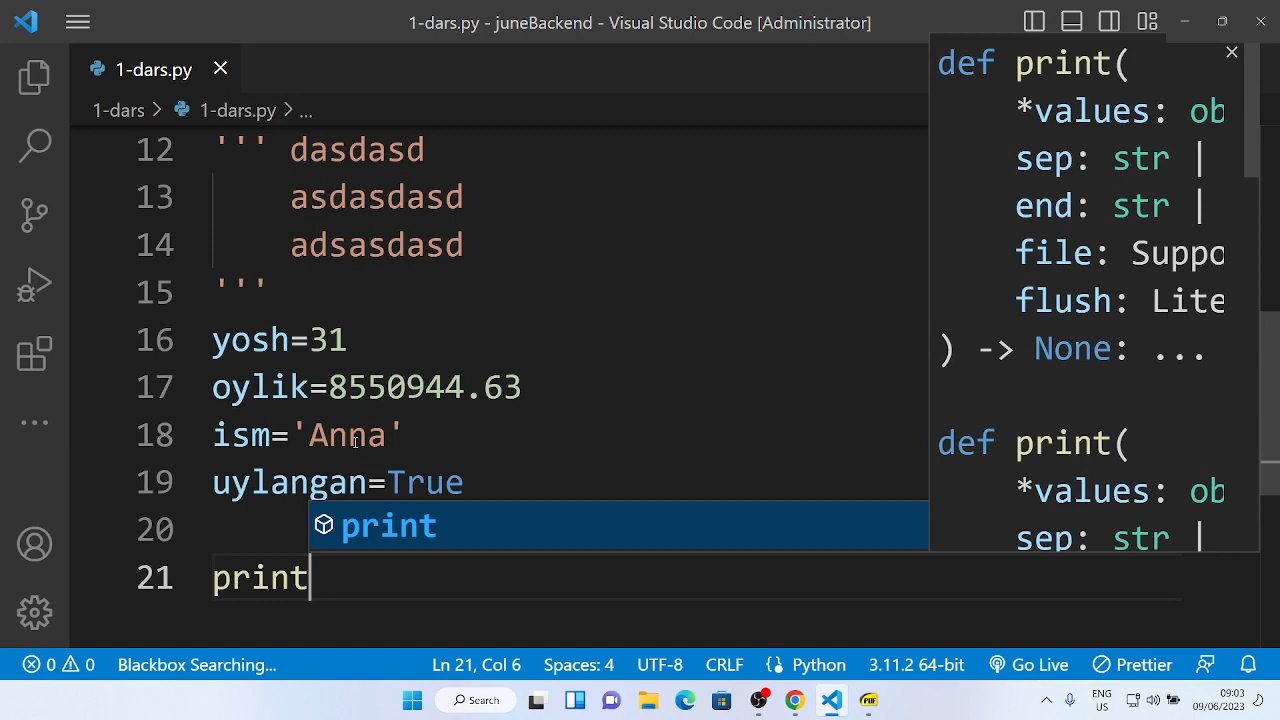 1-dars.py - juneBackend - Visual Studio Code [Administrator]
1-dars.py
1-dars > 1-dars.py > ...
12 ''' dasdasd
13 asdasdasd
14 adsasdasd
15 '''
16 yosh=31
17 oylik=8550944.63
18 ism='Anna'
19 uylangan=True
20
print
21 print
def print(
*values: ob
sep: str |
end: str |
file: Suppo
flush: Lite
) -> None: ...
def print(
*values: ob
sep: str |
0 0 Blackbox Searching... Ln 21, Col 6 Spaces: 4 UTF-8 CRLF Python 3.11.2 64-bit Go Live Prettier
Search
PDF
ENG
US
09:03
09/06/2023